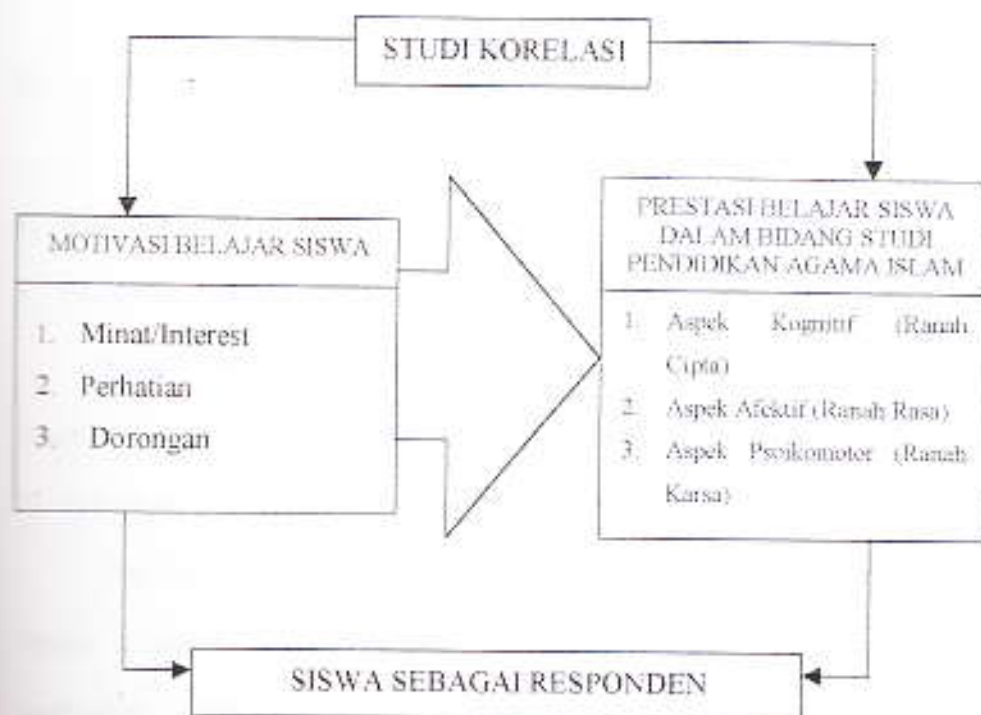 STUDI KORELASI
MOTIVASI BELAJAR SISWA
1. Minat/Interest
2. Perhatian
3. Dorongan
PRESTASI BELAJAR SISWA
DALAM BIDANG STUDI
PENDIDIKAN AGAMA ISLAM
1. Aspek Kognitif (Ranah
Cipta)
2. Aspek Afektif (Ranah Rasa)
3. Aspek Psoikomotor (Ranah
Karsa)
SISWA SEBAGAI RESPONDEN